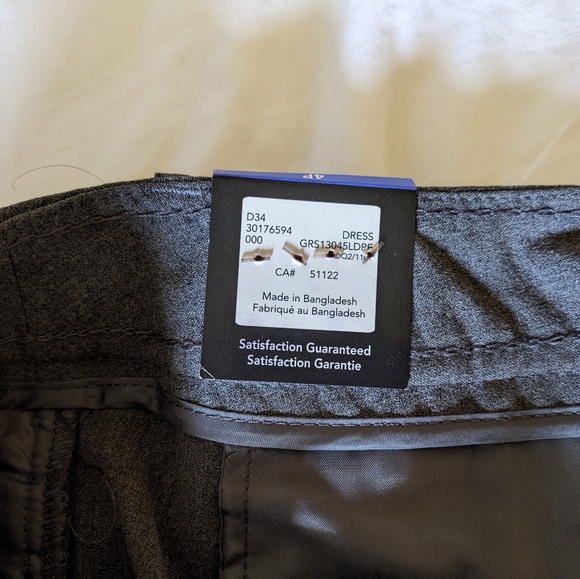 4P
D34
30176594
DRESS
000
GRS13045LDPF
CA# 51122
Made in Bangladesh
Fabriqué au Bangladesh
Satisfaction Guaranteed
Satisfaction Garantie